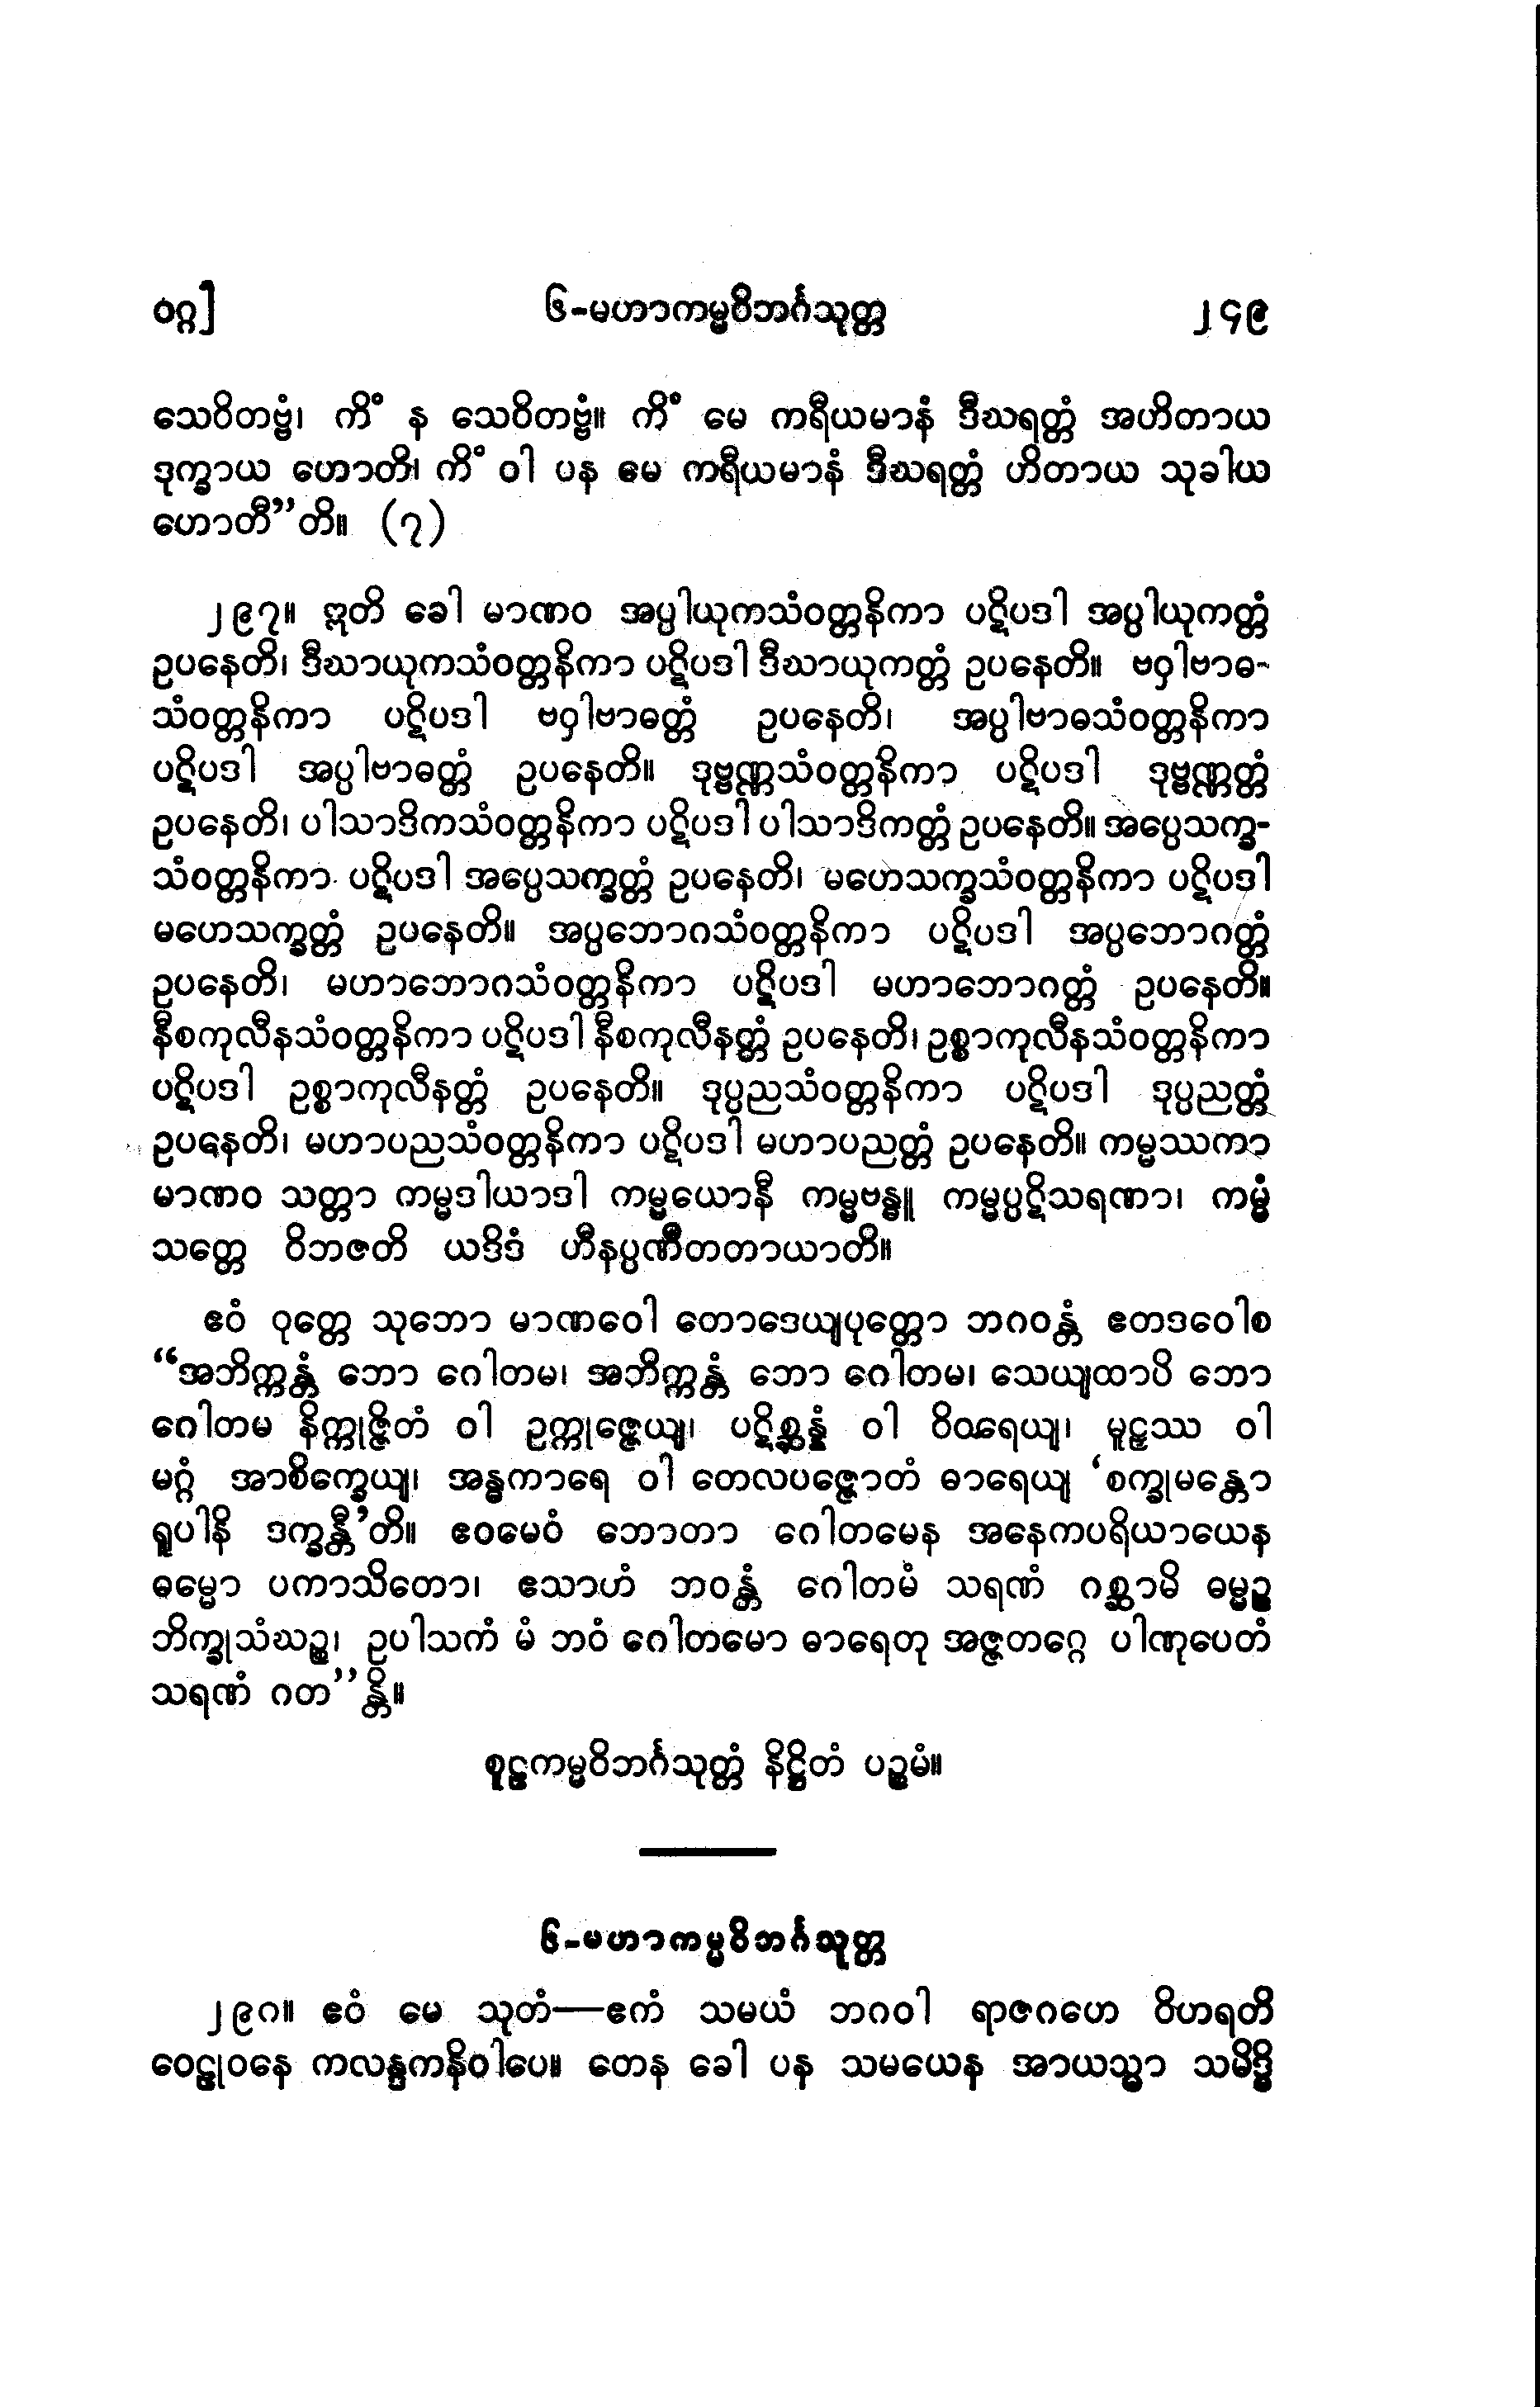 ဝဂ္ဂ]
၆-မဟာကမ္မဝိဘင်္ဂသုတ္တ
၂၄၉
သေဝိတဗ္ဗံ၊ ကိံ န သေဝိတဗ္ဗံ။ ကိံ မေ ကရီယမာနံ ဒီဃရတ္တံ အဟိတာယ
ဒုက္ခာယ ဟောတိ၊ ကိံ ဝါ ပန မေ ကရီယမာနံ ဒီဃရတ္တံ ဟိတာယ သုခါယ
ဟောတီ”တိ။ (၇)
၂၉၇။ ဣတိ ခေါ မာဏဝ အပ္ပါယုကသံဝတ္တနိကာ ပဋိပဒါ အပ္ပါယုကတ္တံ
ဥပနေတိ၊ ဒီဃာယုကသံဝတ္တနိကာ ပဋိပဒါ ဒီဃာယုကတ္တံ ဥပနေတိ။ ဗဝှါဗာဓ-
သံဝတ္တနိကာ ပဋိပဒါ ဗဝှါဗာဓတ္တံ ဥပနေတိ၊ အပ္ပါဗာဓသံဝတ္တနိကာ
ပဋိပဒါ အပ္ပါဗာဓတ္တံ ဥပနေတိ။ ဒုဗ္ဗဏ္ဏသံဝတ္တနိကာ ပဋိပဒါ ဒုဗ္ဗဏ္ဏတ္တံ
ဥပနေတိ၊ ပါသာဒိကသံဝတ္တနိကာ ပဋိပဒါ ပါသာဒိကတ္တံ ဥပနေတိ။ အပ္ပေသက္ခ-
သံဝတ္တနိကာ ပဋိပဒါ အပ္ပေသက္ခတ္တံ ဥပနေတိ၊ မဟေသက္ခသံဝတ္တနိကာ ပဋိပဒါ
မဟေသက္ခတ္တံ ဥပနေတိ။ အပ္ပဘောဂသံဝတ္တနိကာ ပဋိပဒါ အပ္ပဘောဂတ္တံ
ဥပနေတိ၊ မဟာဘောဂသံဝတ္တနိကာ ပဋိပဒါ မဟာဘောဂတ္တံ ဥပနေတိ။
နီစကုလီနသံဝတ္တနိကာ ပဋိပဒါ နီစကုလီနတ္တံ ဥပနေတိ၊ ဥစ္စာကုလီနသံဝတ္တနိကာ
ပဋိပဒါ ဥစ္စာကုလီနတ္တံ ဥပနေတိ။ ဒုပ္ပညသံဝတ္တနိကာ ပဋိပဒါ ဒုပ္ပညတ္တံ
ဥပနေတိ၊ မဟာပညသံဝတ္တနိကာ ပဋိပဒါ မဟာပညတ္တံ ဥပနေတိ။ ကမ္မဿကာ
မာဏဝ သတ္တာ ကမ္မဒါယာဒါ ကမ္မယောနီ ကမ္မဗန္ဓူ ကမ္မပ္ပဋိသရဏာ၊ ကမ္မံ
သတ္တေ ဝိဘဇတိ ယဒိဒံ ဟီနပ္ပဏီတတာယာတိ။
ဧဝံ ဝုတ္တေ သုဘော မာဏဝေါ တောဒေယျပုတ္တော ဘဂဝန္တံ ဧတဒဝေါစ
“အဘိက္ကန္တံ ဘော ဂေါတမ၊ အဘိက္ကန္တံ ဘော ဂေါတမ၊ သေယျထာပိ ဘော
ဂေါတမ နိက္ကုဇ္ဇိတံ ဝါ ဥက္ကုဇ္ဇေယျ၊ ပဋိစ္ဆန္နံ ဝါ ဝိဝရေယျ၊ မူဠှဿ ဝါ
မဂ္ဂံ အာစိက္ခေယျ၊ အန္ဓကာရေ ဝါ တေလပဇ္ဇောတံ ဓာရေယျ ‘စက္ခုမန္တော
ရူပါနိ ဒက္ခန္တီ’တိ။ ဧဝမေဝံ ဘောတာ ဂေါတမေန အနေကပရိယာယေန
ဓမ္မော ပကာသိတော၊ ဧသာဟံ ဘဝန္တံ ဂေါတမံ သရဏံ ဂစ္ဆာမိ ဓမ္မဉ္စ
ဘိက္ခုသံဃဉ္စ၊ ဥပါသကံ မံ ဘဝံ ဂေါတမော ဓာရေတု အဇ္ဇတဂ္ဂေ ပါဏုပေတံ
သရဏံ ဂတ”န္တိ။
စူဠကမ္မဝိဘင်္ဂသုတ္တံ နိဋ္ဌိတံ ပဉ္စမံ။
၆-မဟာကမ္မဝိဘင်္ဂသုတ္တ
၂၉၈။ ဧဝံ မေ သုတံ—ဧကံ သမယံ ဘဂဝါ ရာဇဂဟေ ဝိဟရတိ
ဝေဠုဝနေ ကလန္ဒကနိဝါပေ။ တေန ခေါ ပန သမယေန အာယသ္မာ သမိဒ္ဓိ